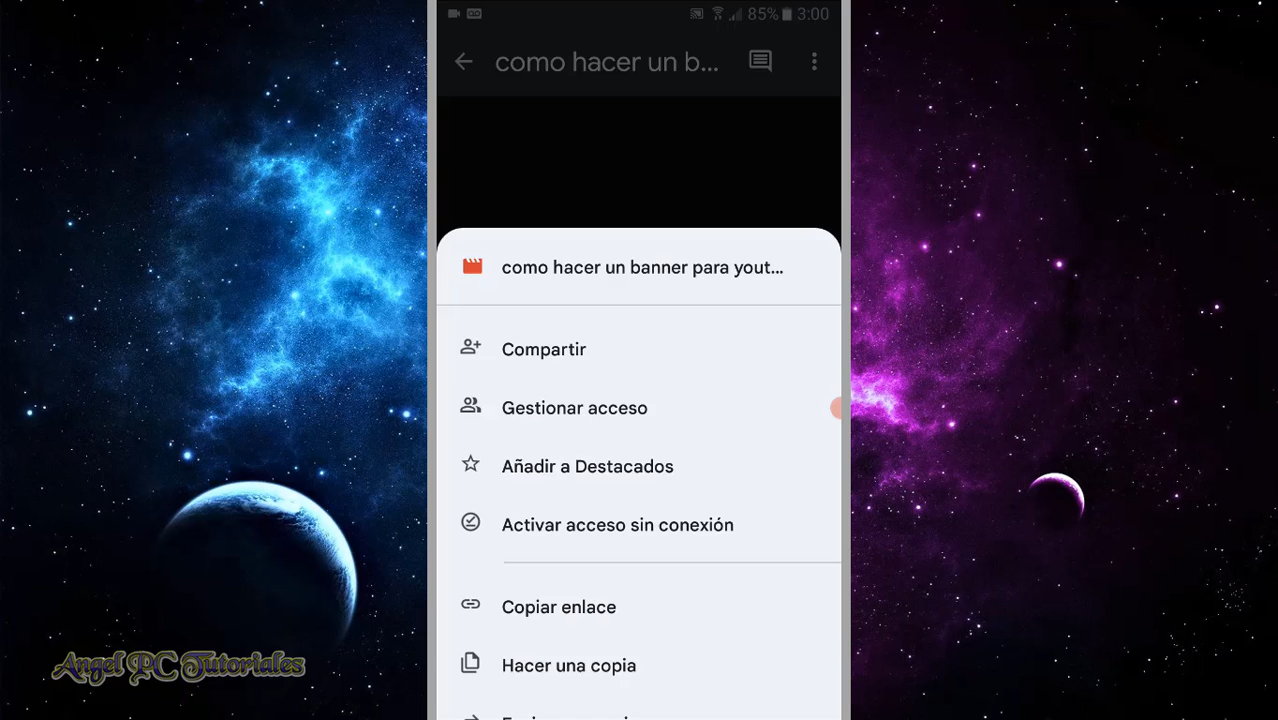 85% 3:00
como hacer un b...
como hacer un banner para yout...
Compartir
Gestionar acceso
Añadir a Destacados
Activar acceso sin conexión
Copiar enlace
Hacer una copia
Angel PC Tutoriales